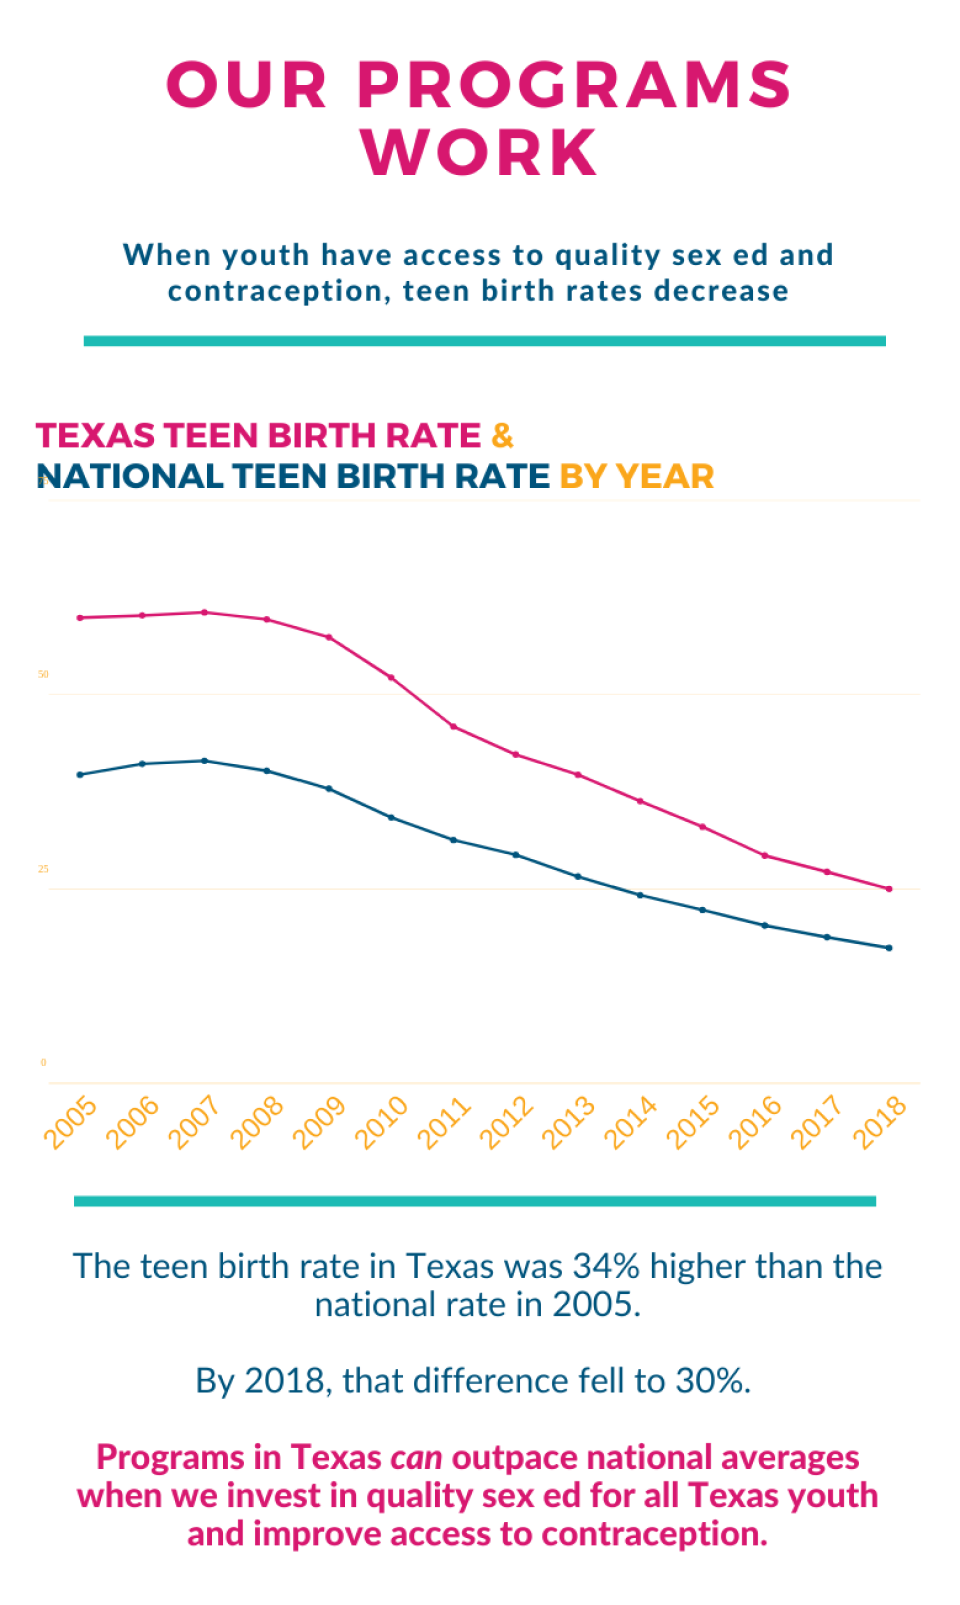 OUR PROGRAMS
WORK
When youth have access to quality sex ed and
contraception, teen birth rates decrease
TEXAS TEEN BIRTH RATE &
NATIONAL TEEN BIRTH RATE BY YEAR
75
50
25
0
2005 2006 2007 2008 2009 2010 2011 2012 2013 2014 2015 2016 2017 2018
The teen birth rate in Texas was 34% higher than the
national rate in 2005.
By 2018, that difference fell to 30%.
Programs in Texas can outpace national averages
when we invest in quality sex ed for all Texas youth
and improve access to contraception.